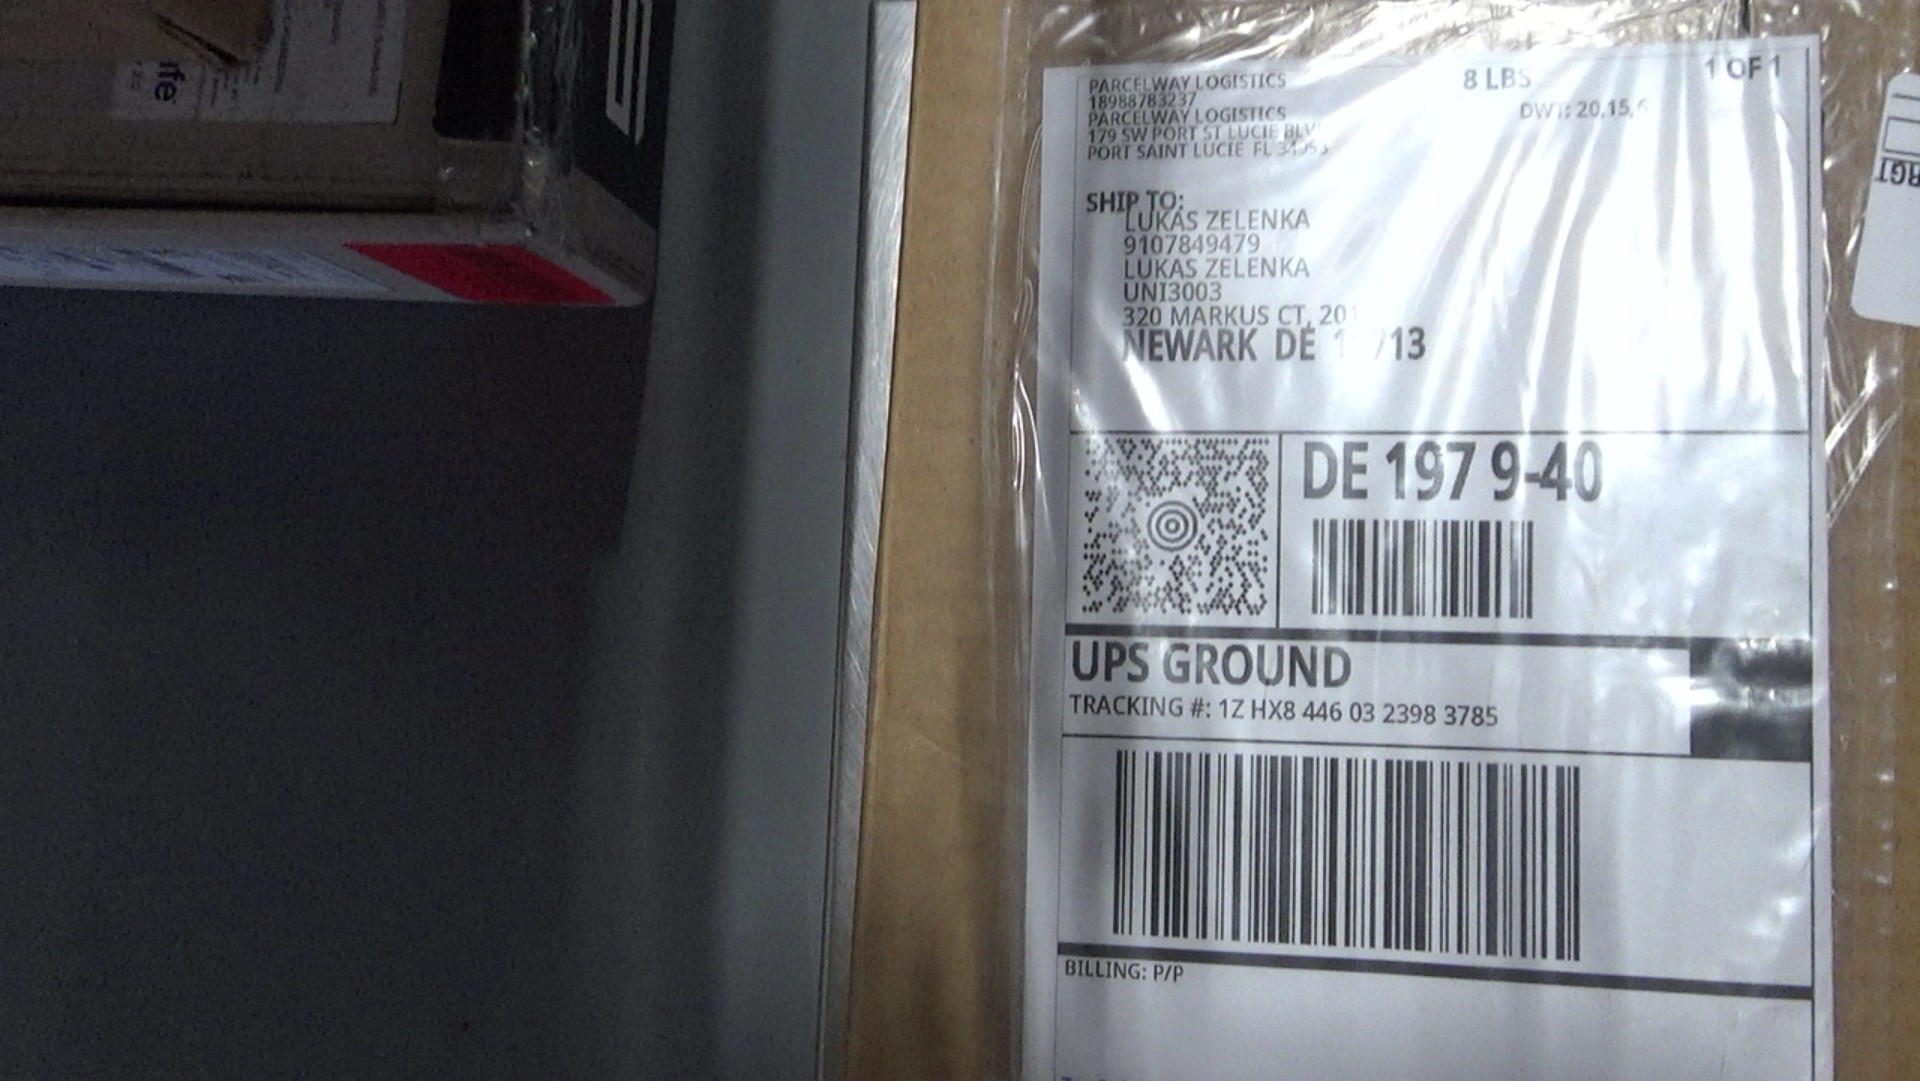 PARCELWAY LOGISTICS
18988783237
PARCELWAY LOGISTICS
179 SW PORT ST LUCIE
PORT SAINT LUCIE FL
8 LBS
1 OF 1
DWT: 20,15,
SHIP TO:
LUKAS ZELENKA
9107849479
LUKAS ZELENKA
UNI3003
320 MARKUS CT,
NEWARK DE
DE 197 9-40
UPS GROUND
TRACKING #: 1Z HX8 446 03 2398 3785
BILLING: P/P